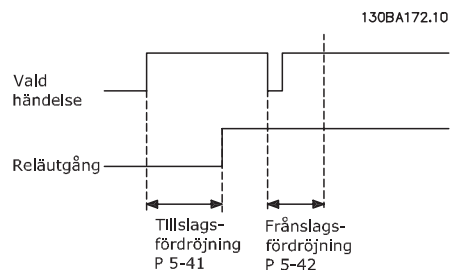 130BA172.10
Vald
händelse
Reläutgång
Tillslags-
fördröjning
P 5-41
Frånslags-
fördröjning
P 5-42